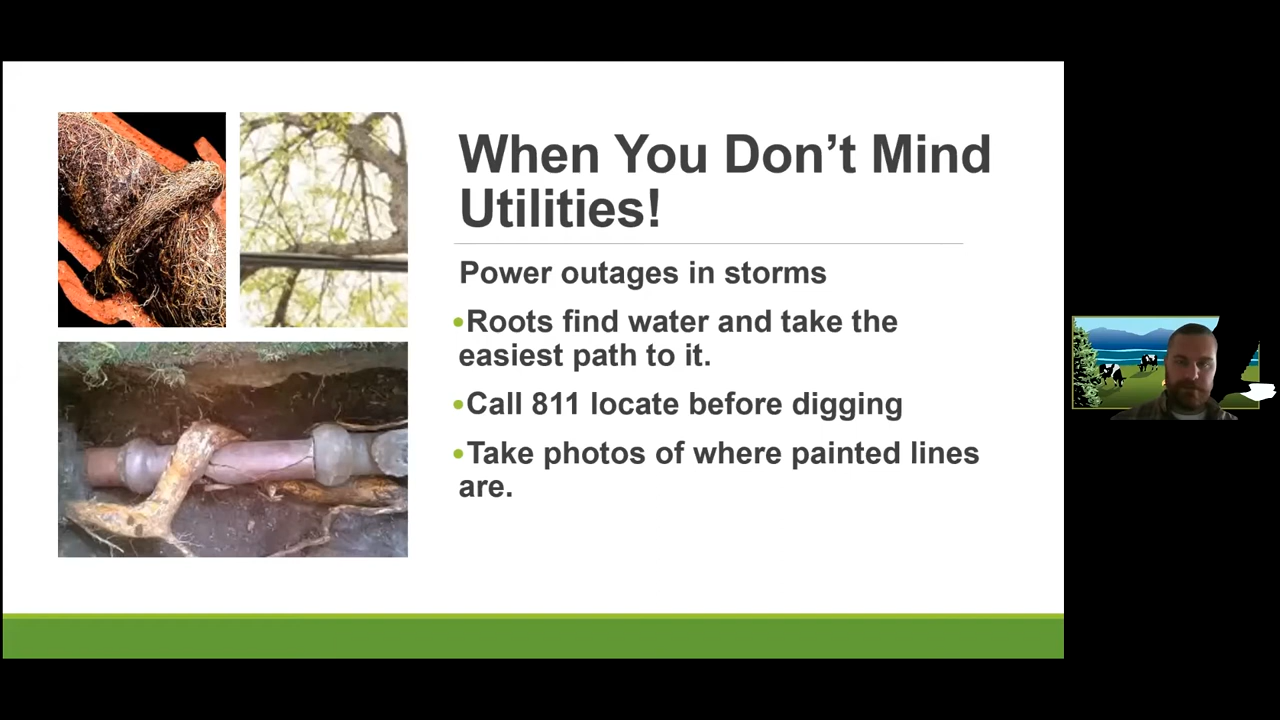 When You Don’t Mind
Utilities!
Power outages in storms
•Roots find water and take the
easiest path to it.
•Call 811 locate before digging
•Take photos of where painted lines
are.